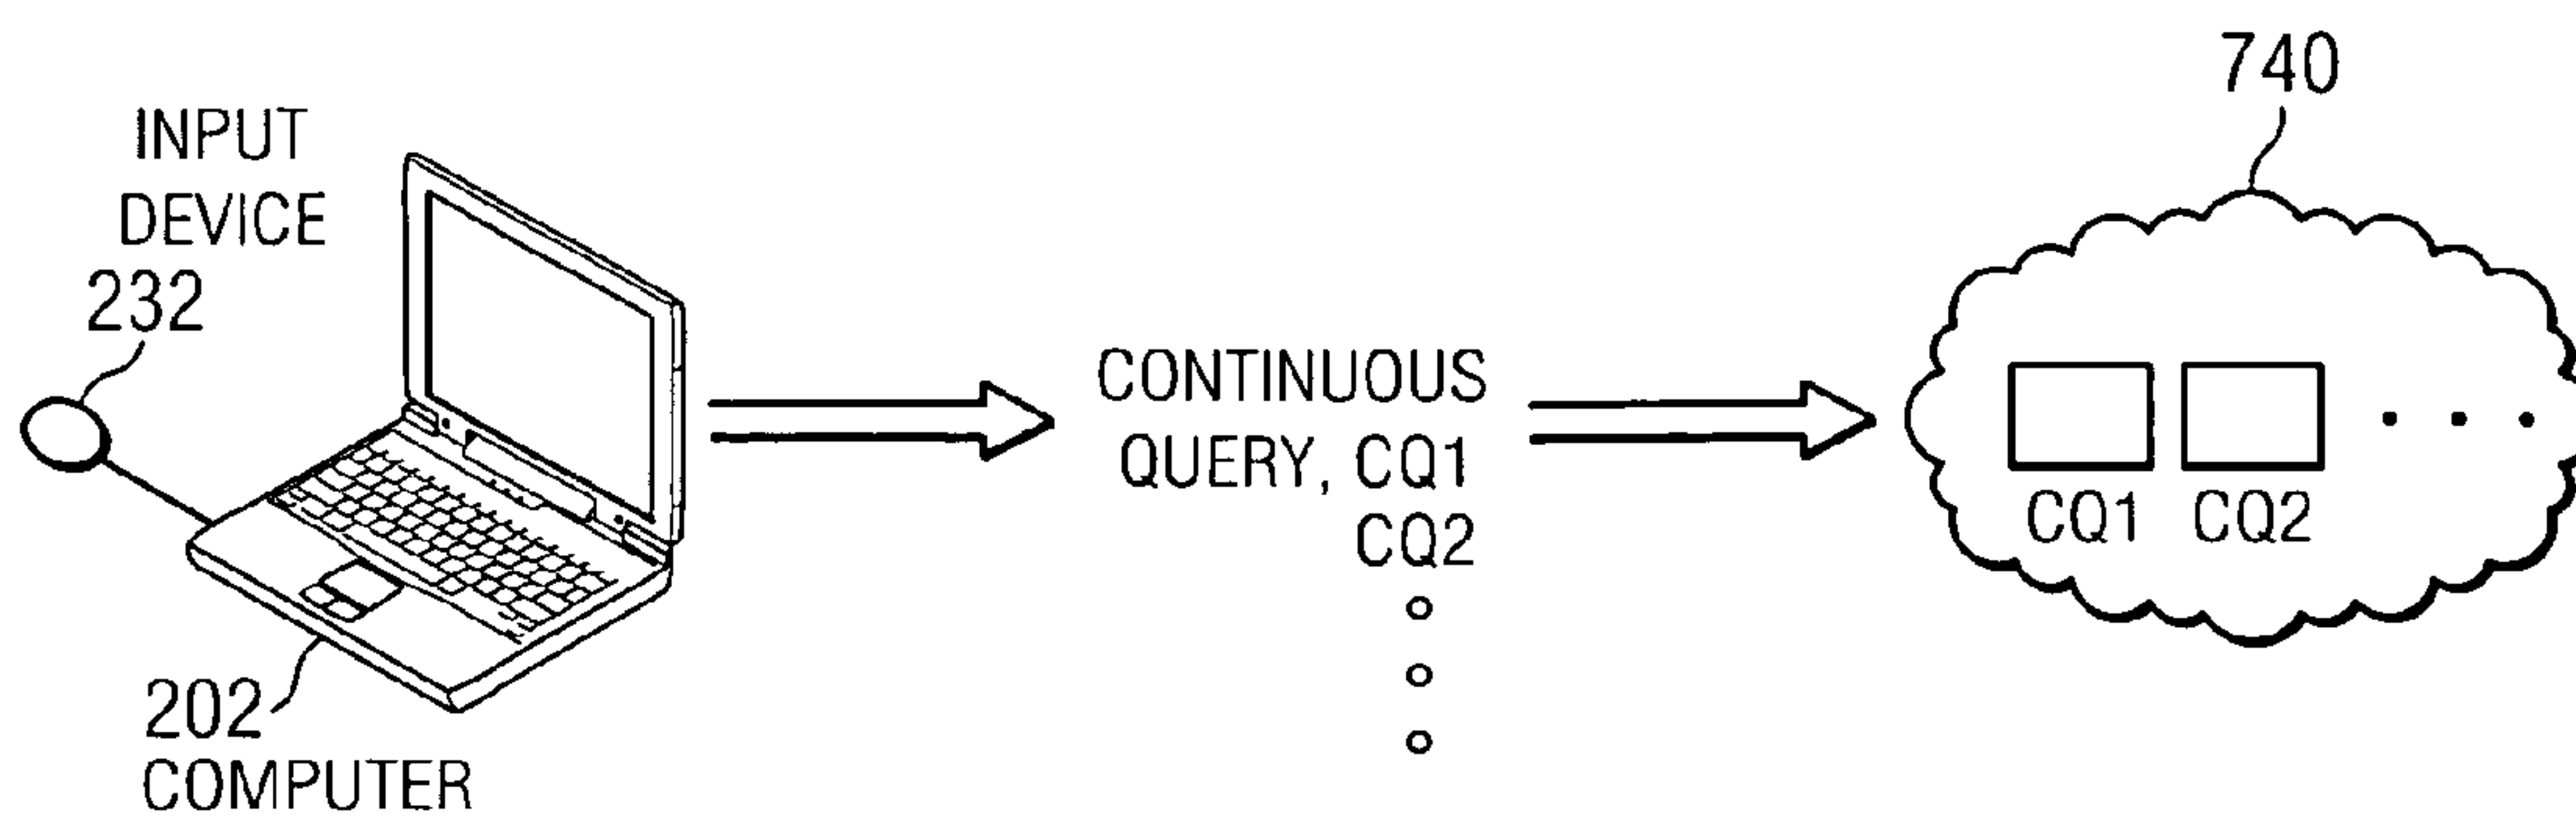 INPUT
DEVICE
232
202
COMPUTER
CONTINUOUS
QUERY, CQ1
CQ2
740
CQ1 CQ2